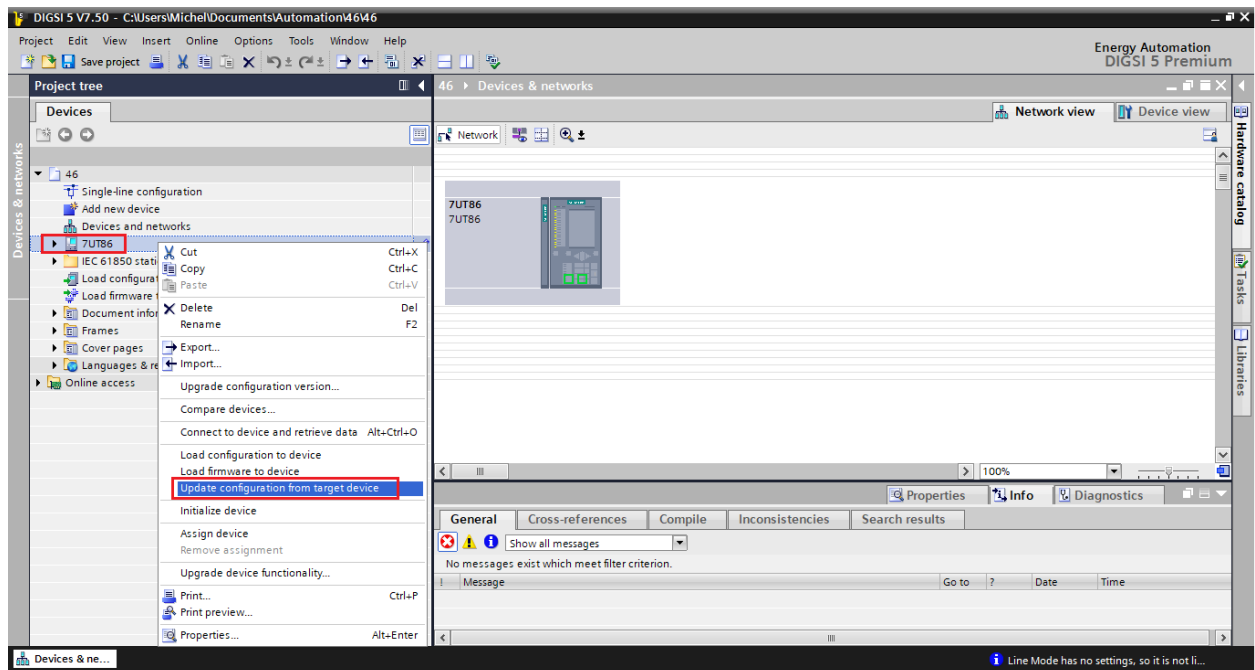 DIGSI 5 V7.50 - C:\Users\Michel\Documents\Automation\46\46
Project Edit View Insert Online Options Tools Window Help
Save project
Energy Automation
DIGSI 5 Premium
Project tree
46 Devices & networks
Devices
Network view
Device view
Network
Devices & networks
46
Single-line configuration
Add new device
Devices and networks
7UT86
IEC 61850 stati
Load configurat
Load firmware t
Document infor
Frames
Cover pages
Languages & re
Online access
Cut Ctrl+X
Copy Ctrl+C
Paste Ctrl+V
Delete Del
Rename F2
Export...
Import...
Upgrade configuration version...
Compare devices...
Connect to device and retrieve data Alt+Ctrl+O
Load configuration to device
Load firmware to device
Update configuration from target device
Initialize device
Assign device
Remove assignment
Upgrade device functionality...
Print... Ctrl+P
Print preview...
Properties... Alt+Enter
7UT86
7UT86
100%
Properties
Info
Diagnostics
General
Cross-references
Compile
Inconsistencies
Search results
Show all messages
No messages exist which meet filter criterion.
! Message Go to ? Date Time
Hardware catalog
Tasks
Libraries
Devices & ne...
Line Mode has no settings, so it is not li...